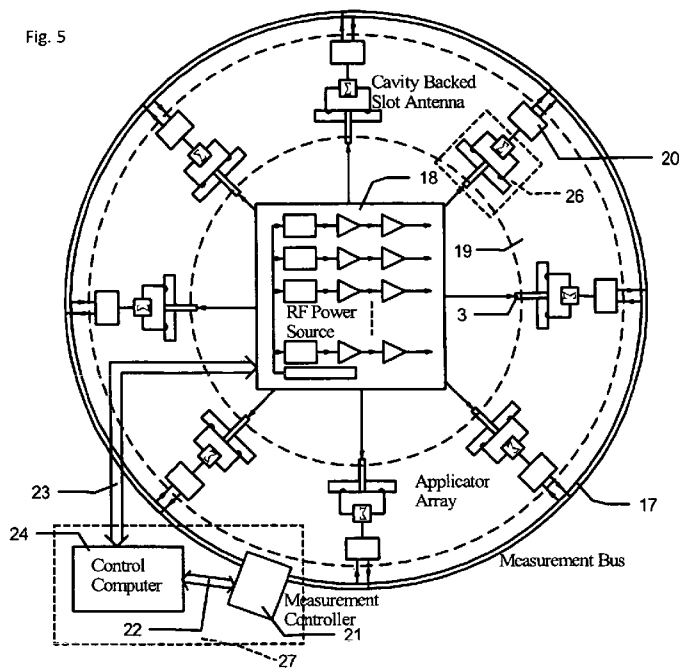 Fig. 5
Cavity Backed
Slot Antenna
Σ
Σ
Σ
20
18
26
19
3
Σ
Σ
RF Power
Source
Σ
Σ
Σ
23
Applicator
Array
17
24
Control
Computer
22
Measurement
Controller
21
Measurement Bus
27